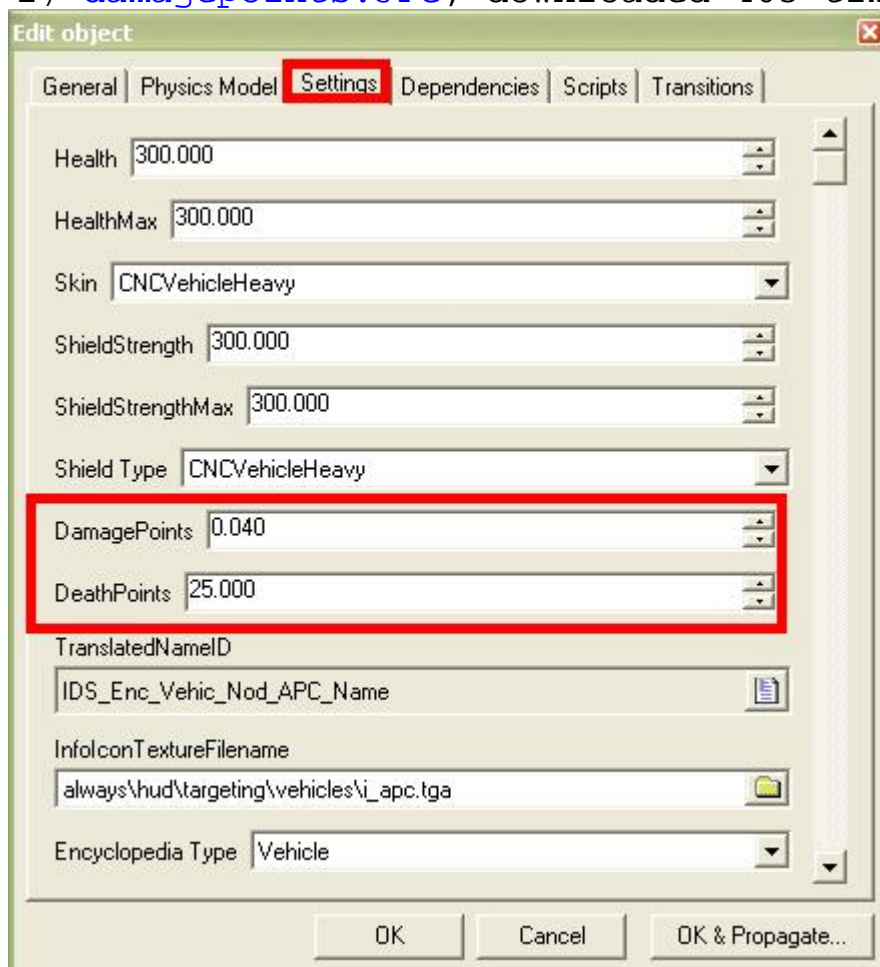 Edit object
General Physics Model Settings Dependencies Scripts Transitions
Health 300.000
HealthMax 300.000
Skin CNCVehicleHeavy
ShieldStrength 300.000
ShieldStrengthMax 300.000
Shield Type CNCVehicleHeavy
DamagePoints 0.040
DeathPoints 25.000
TranslatedNameID
IDS_Enc_Vehic_Nod_APC_Name
InfoIconTextureFilename
always\hud\targeting\vehicles\i_apc.tga
Encyclopedia Type Vehicle
OK Cancel OK & Propagate...